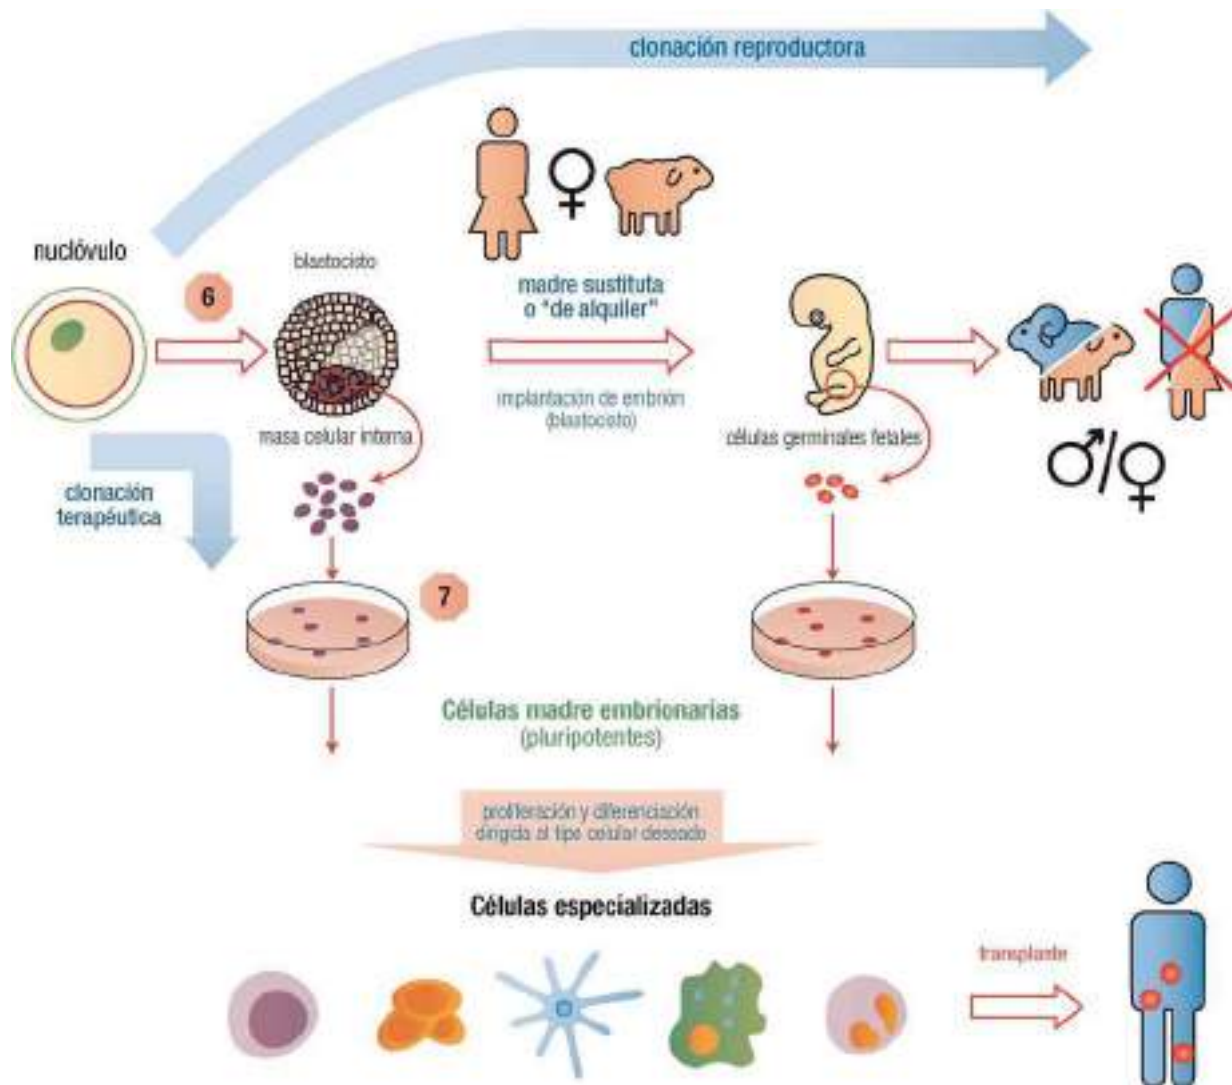 clonación reproductora
nuclóvulo
6
blastocisto
madre sustituta
o "de alquiler"
implantación de embrión
(blastocisto)
masa celular interna
células germinales fetales
clonación
terapéutica
7
Células madre embrionarias
(pluripotentes)
proliferación y diferenciación
dirigida al tipo celular deseado
Células especializadas
transplante